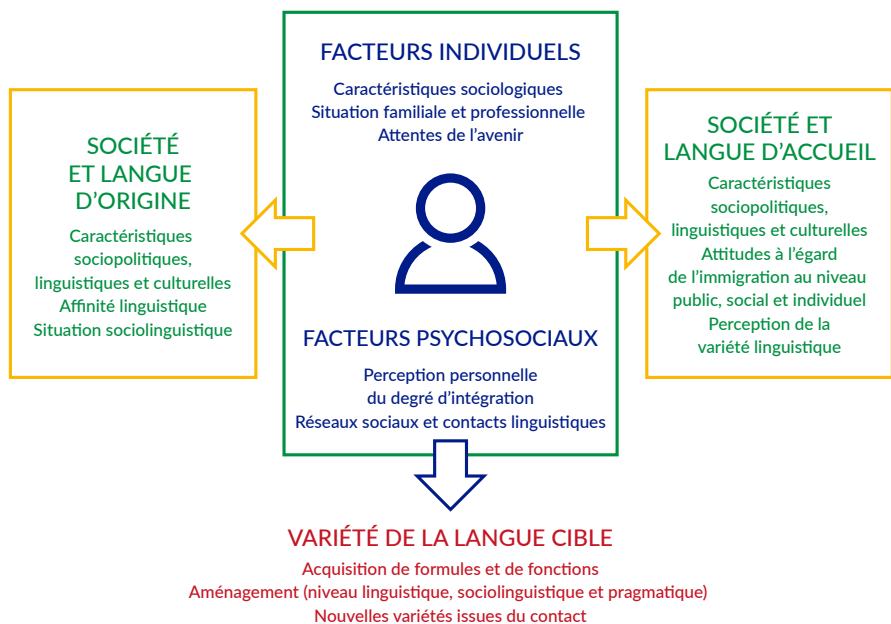 FACTEURS INDIVIDUELS
Caractéristiques sociologiques
Situation familiale et professionnelle
Attentes de l’avenir
SOCIÉTÉ
ET LANGUE
D’ORIGINE
Caractéristiques
sociopolitiques,
linguistiques et culturelles
Affinité linguistique
Situation sociolinguistique
SOCIÉTÉ ET
LANGUE D’ACCUEIL
Caractéristiques
sociopolitiques,
linguistiques et culturelles
Attitudes à l’égard
de l’immigration au niveau
public, social et individuel
Perception de la
variété linguistique
FACTEURS PSYCHOSOCIAUX
Perception personnelle
du degré d’intégration
Réseaux sociaux et contacts linguistiques
VARIÉTÉ DE LA LANGUE CIBLE
Acquisition de formules et de fonctions
Aménagement (niveau linguistique, sociolinguistique et pragmatique)
Nouvelles variétés issues du contact